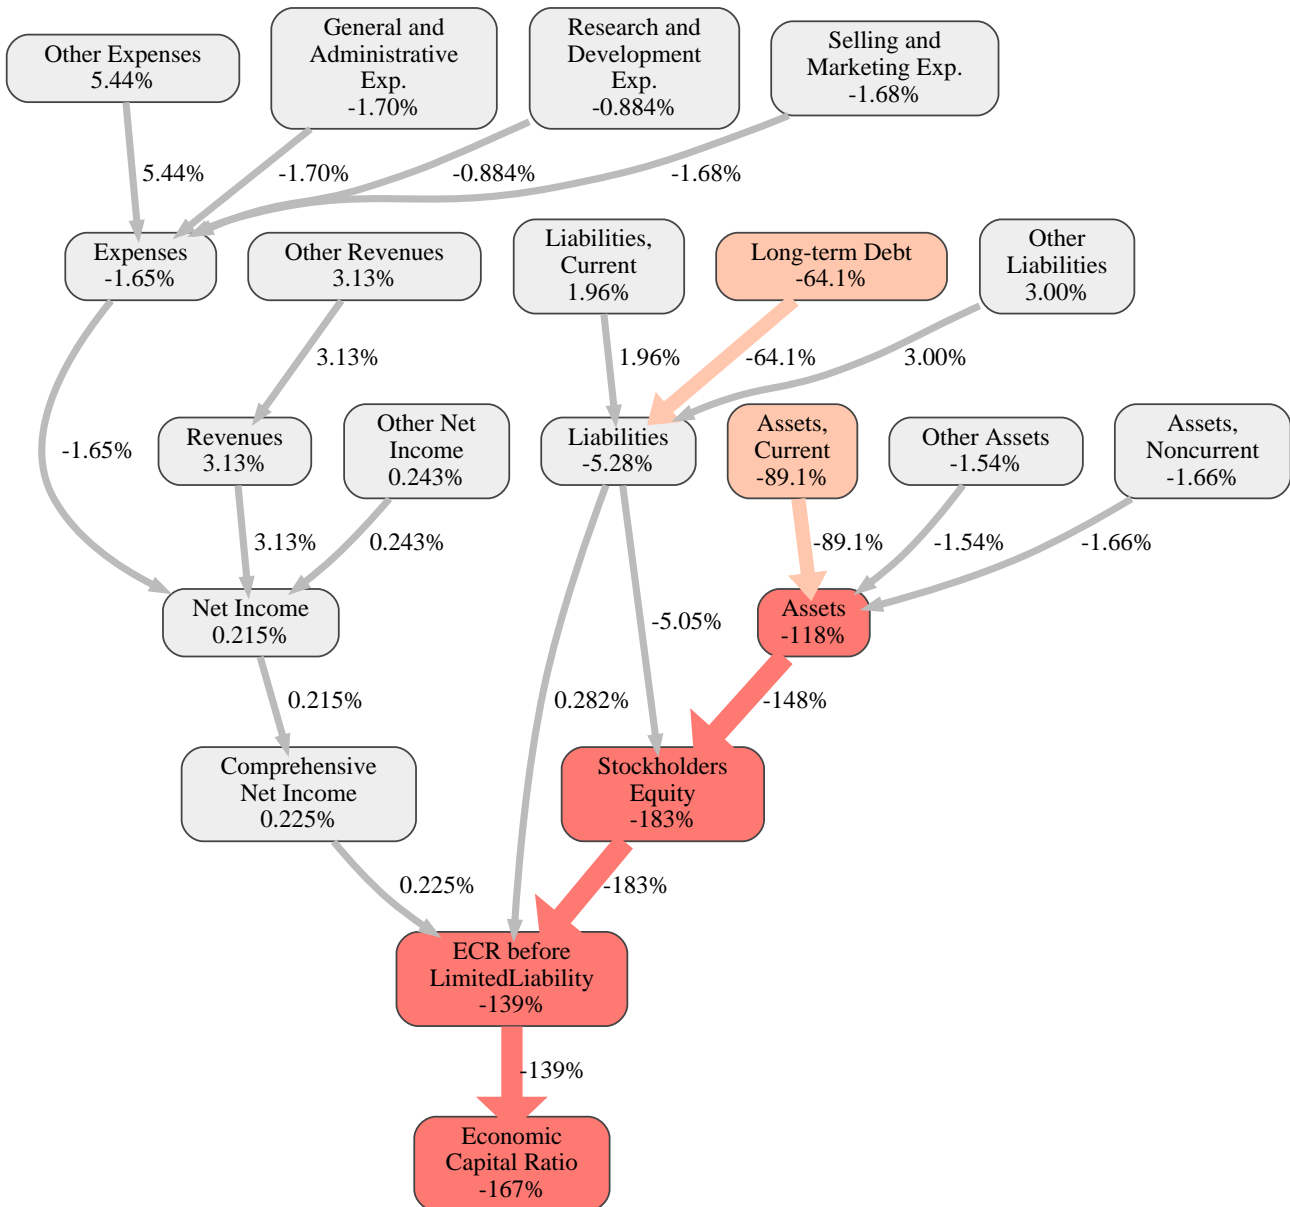 Other Expenses
5.44%
General and
Administrative
Exp.
-1.70%
Research and
Development
Exp.
-0.884%
Selling and
Marketing Exp.
-1.68%
5.44%
-1.70%
-0.884%
-1.68%
Expenses
-1.65%
Other Revenues
3.13%
Liabilities,
Current
1.96%
Long-term Debt
-64.1%
Other
Liabilities
3.00%
3.13%
1.96%
-64.1%
3.00%
-1.65%
Revenues
3.13%
Other Net
Income
0.243%
Liabilities
-5.28%
Assets,
Current
-89.1%
Other Assets
-1.54%
Assets,
Noncurrent
-1.66%
3.13%
0.243%
-89.1%
-1.54%
-1.66%
Net Income
0.215%
-5.05%
Assets
-118%
0.215%
0.282%
-148%
Comprehensive
Net Income
0.225%
Stockholders
Equity
-183%
0.225%
-183%
ECR before
LimitedLiability
-139%
-139%
Economic
Capital Ratio
-167%